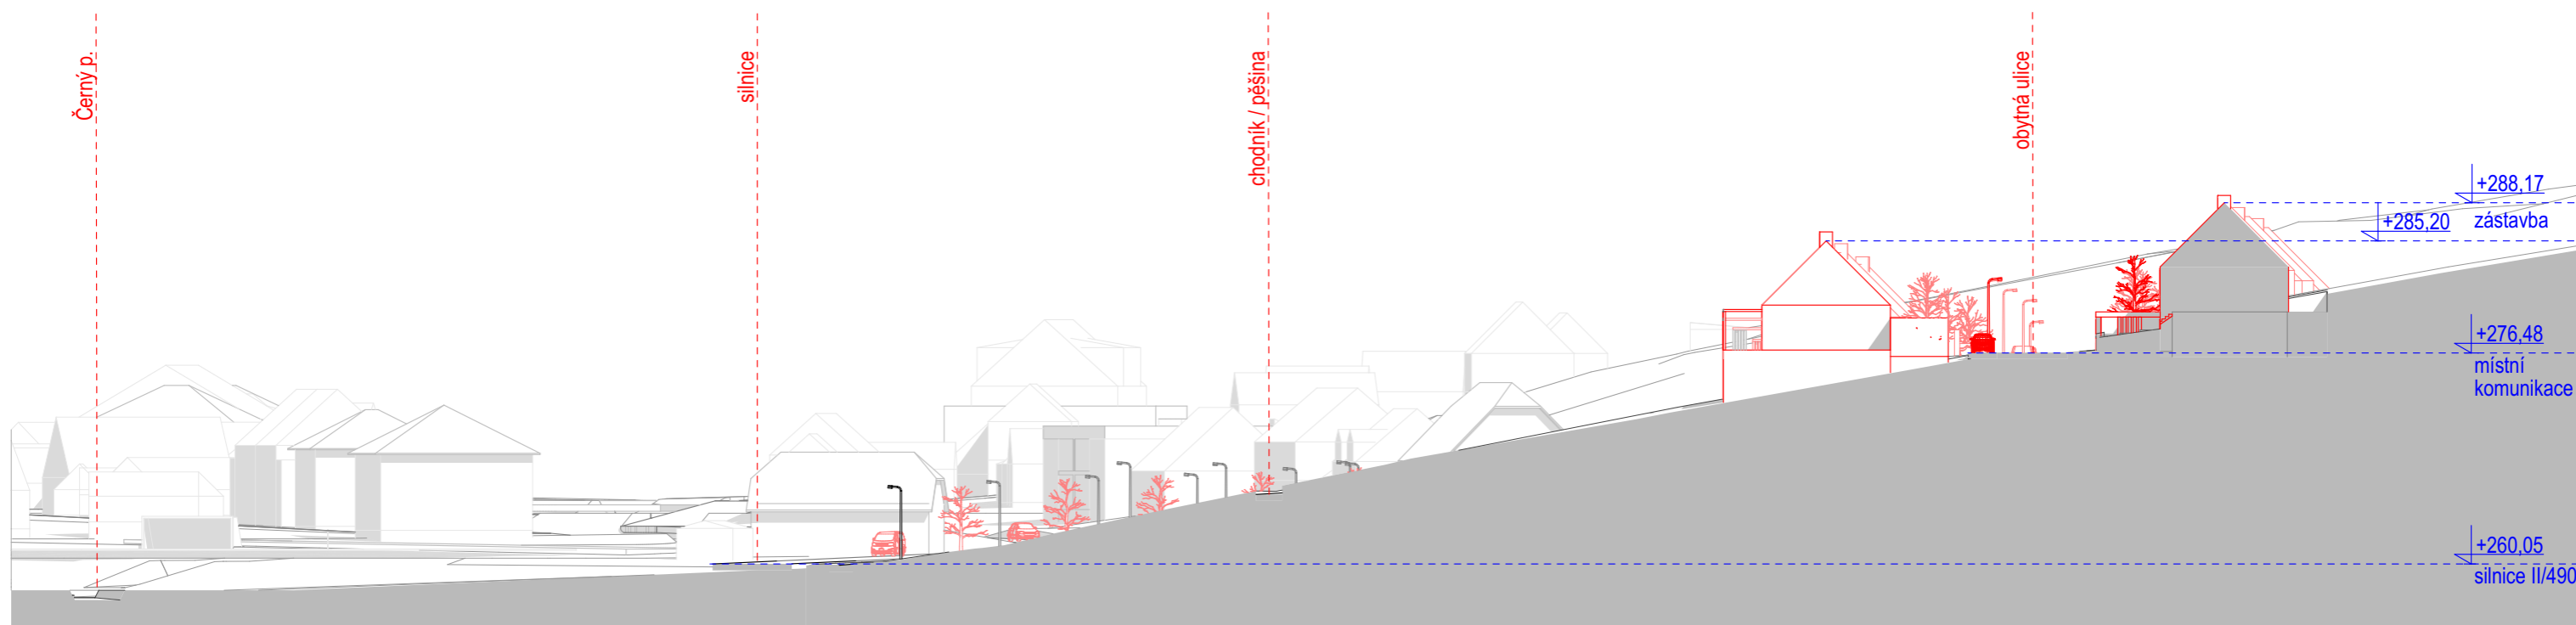 Černý p.
silnice
chodník / pěšina
obytná ulice
+288,17
zástavba
+285,20
+276,48
místní
komunikace
+260,05
silnice II/490